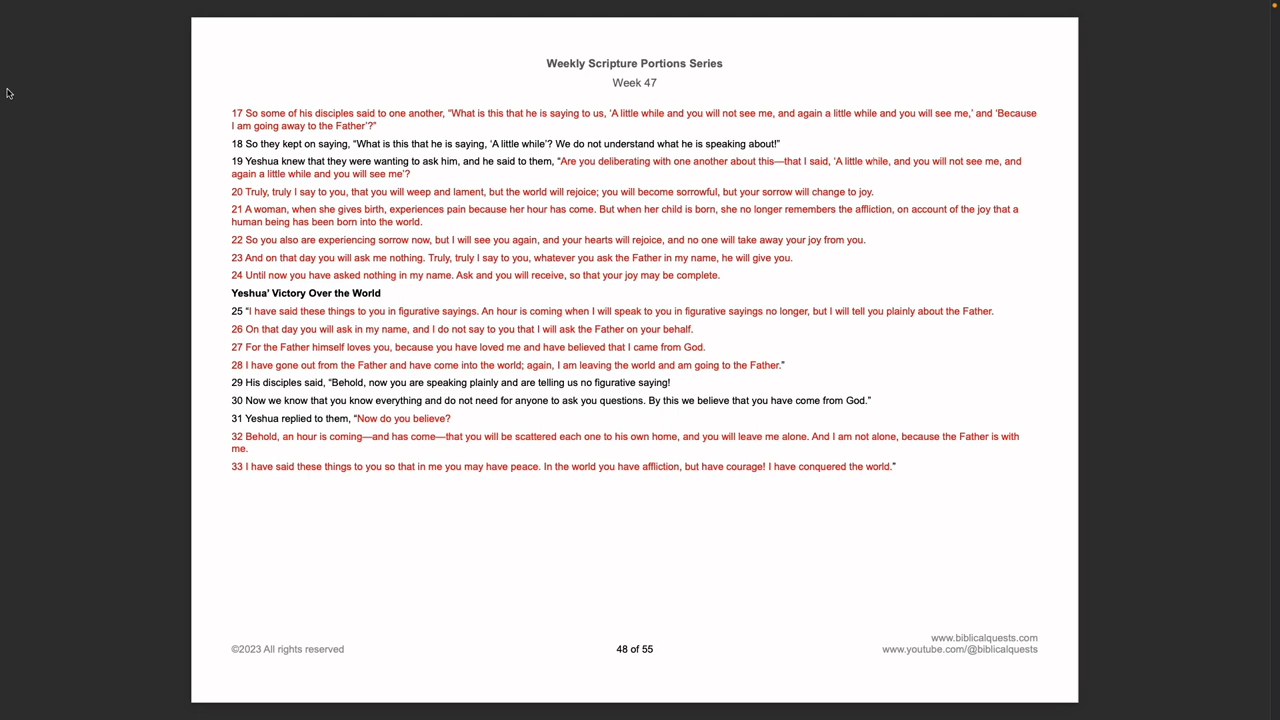 Weekly Scripture Portions Series
Week 47
17 So some of his disciples said to one another, “What is this that he is saying to us, ‘A little while and you will not see me, and again a little while and you will see me,’ and ‘Because
I am going away to the Father’?”
18 So they kept on saying, “What is this that he is saying, ‘A little while’? We do not understand what he is speaking about!”
19 Yeshua knew that they were wanting to ask him, and he said to them, “Are you deliberating with one another about this—that I said, ‘A little while, and you will not see me, and
again a little while and you will see me’?
20 Truly, truly I say to you, that you will weep and lament, but the world will rejoice; you will become sorrowful, but your sorrow will change to joy.
21 A woman, when she gives birth, experiences pain because her hour has come. But when her child is born, she no longer remembers the affliction, on account of the joy that a
human being has been born into the world.
22 So you also are experiencing sorrow now, but I will see you again, and your hearts will rejoice, and no one will take away your joy from you.
23 And on that day you will ask me nothing. Truly, truly I say to you, whatever you ask the Father in my name, he will give you.
24 Until now you have asked nothing in my name. Ask and you will receive, so that your joy may be complete.
Yeshua’ Victory Over the World
25 “I have said these things to you in figurative sayings. An hour is coming when I will speak to you in figurative sayings no longer, but I will tell you plainly about the Father.
26 On that day you will ask in my name, and I do not say to you that I will ask the Father on your behalf.
27 For the Father himself loves you, because you have loved me and have believed that I came from God.
28 I have gone out from the Father and have come into the world; again, I am leaving the world and am going to the Father.”
29 His disciples said, “Behold, now you are speaking plainly and are telling us no figurative saying!
30 Now we know that you know everything and do not need for anyone to ask you questions. By this we believe that you have come from God.”
31 Yeshua replied to them, “Now do you believe?
32 Behold, an hour is coming—and has come—that you will be scattered each one to his own home, and you will leave me alone. And I am not alone, because the Father is with
me.
33 I have said these things to you so that in me you may have peace. In the world you have affliction, but have courage! I have conquered the world.”
www.biblicalquests.com
©2023 All rights reserved 48 of 55 www.youtube.com/@biblicalquests